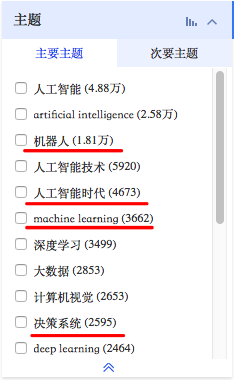 主题
主要主题 次要主题
人工智能 (4.88万)
artificial intelligence (2.58万)
机器人 (1.81万)
人工智能技术 (5920)
人工智能时代 (4673)
machine learning (3662)
深度学习 (3499)
大数据 (2853)
计算机视觉 (2653)
决策系统 (2595)
deep learning (2464)